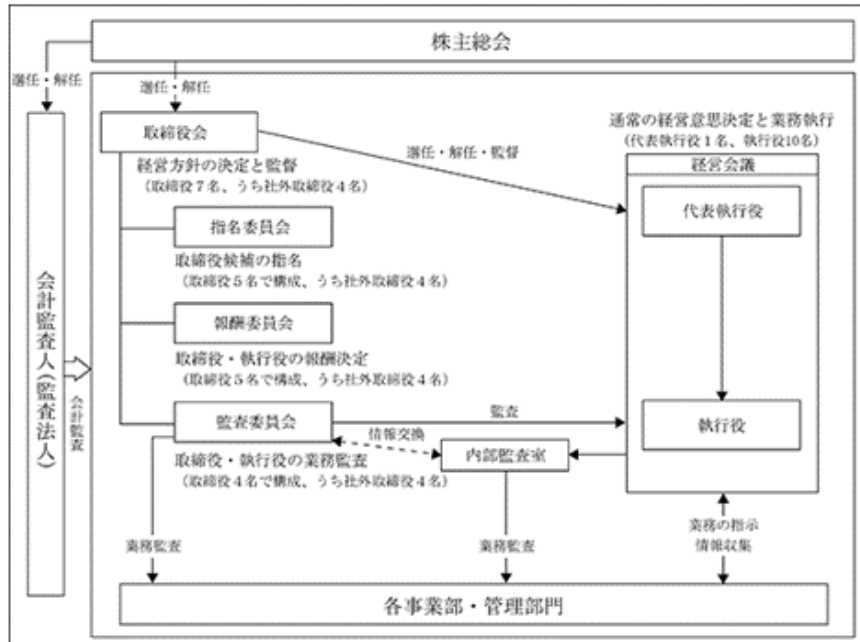 株主総会
選任・解任
選任・解任
取締役会
経営方針の決定と監督
(取締役7名、うち社外取締役4名)
選任・解任・監督
通常の経営意思決定と業務執行
(代表執行役1名、執行役10名)
経営会議
代表執行役
指名委員会
取締役候補の指名
(取締役5名で構成、うち社外取締役4名)
報酬委員会
取締役・執行役の報酬決定
(取締役5名で構成、うち社外取締役4名)
会計監査人(監査法人)
会計監査
監査委員会
監査
執行役
情報交換
内部監査室
取締役・執行役の業務監査
(取締役4名で構成、うち社外取締役4名)
業務監査
業務監査
業務の指示
情報収集
各事業部・管理部門